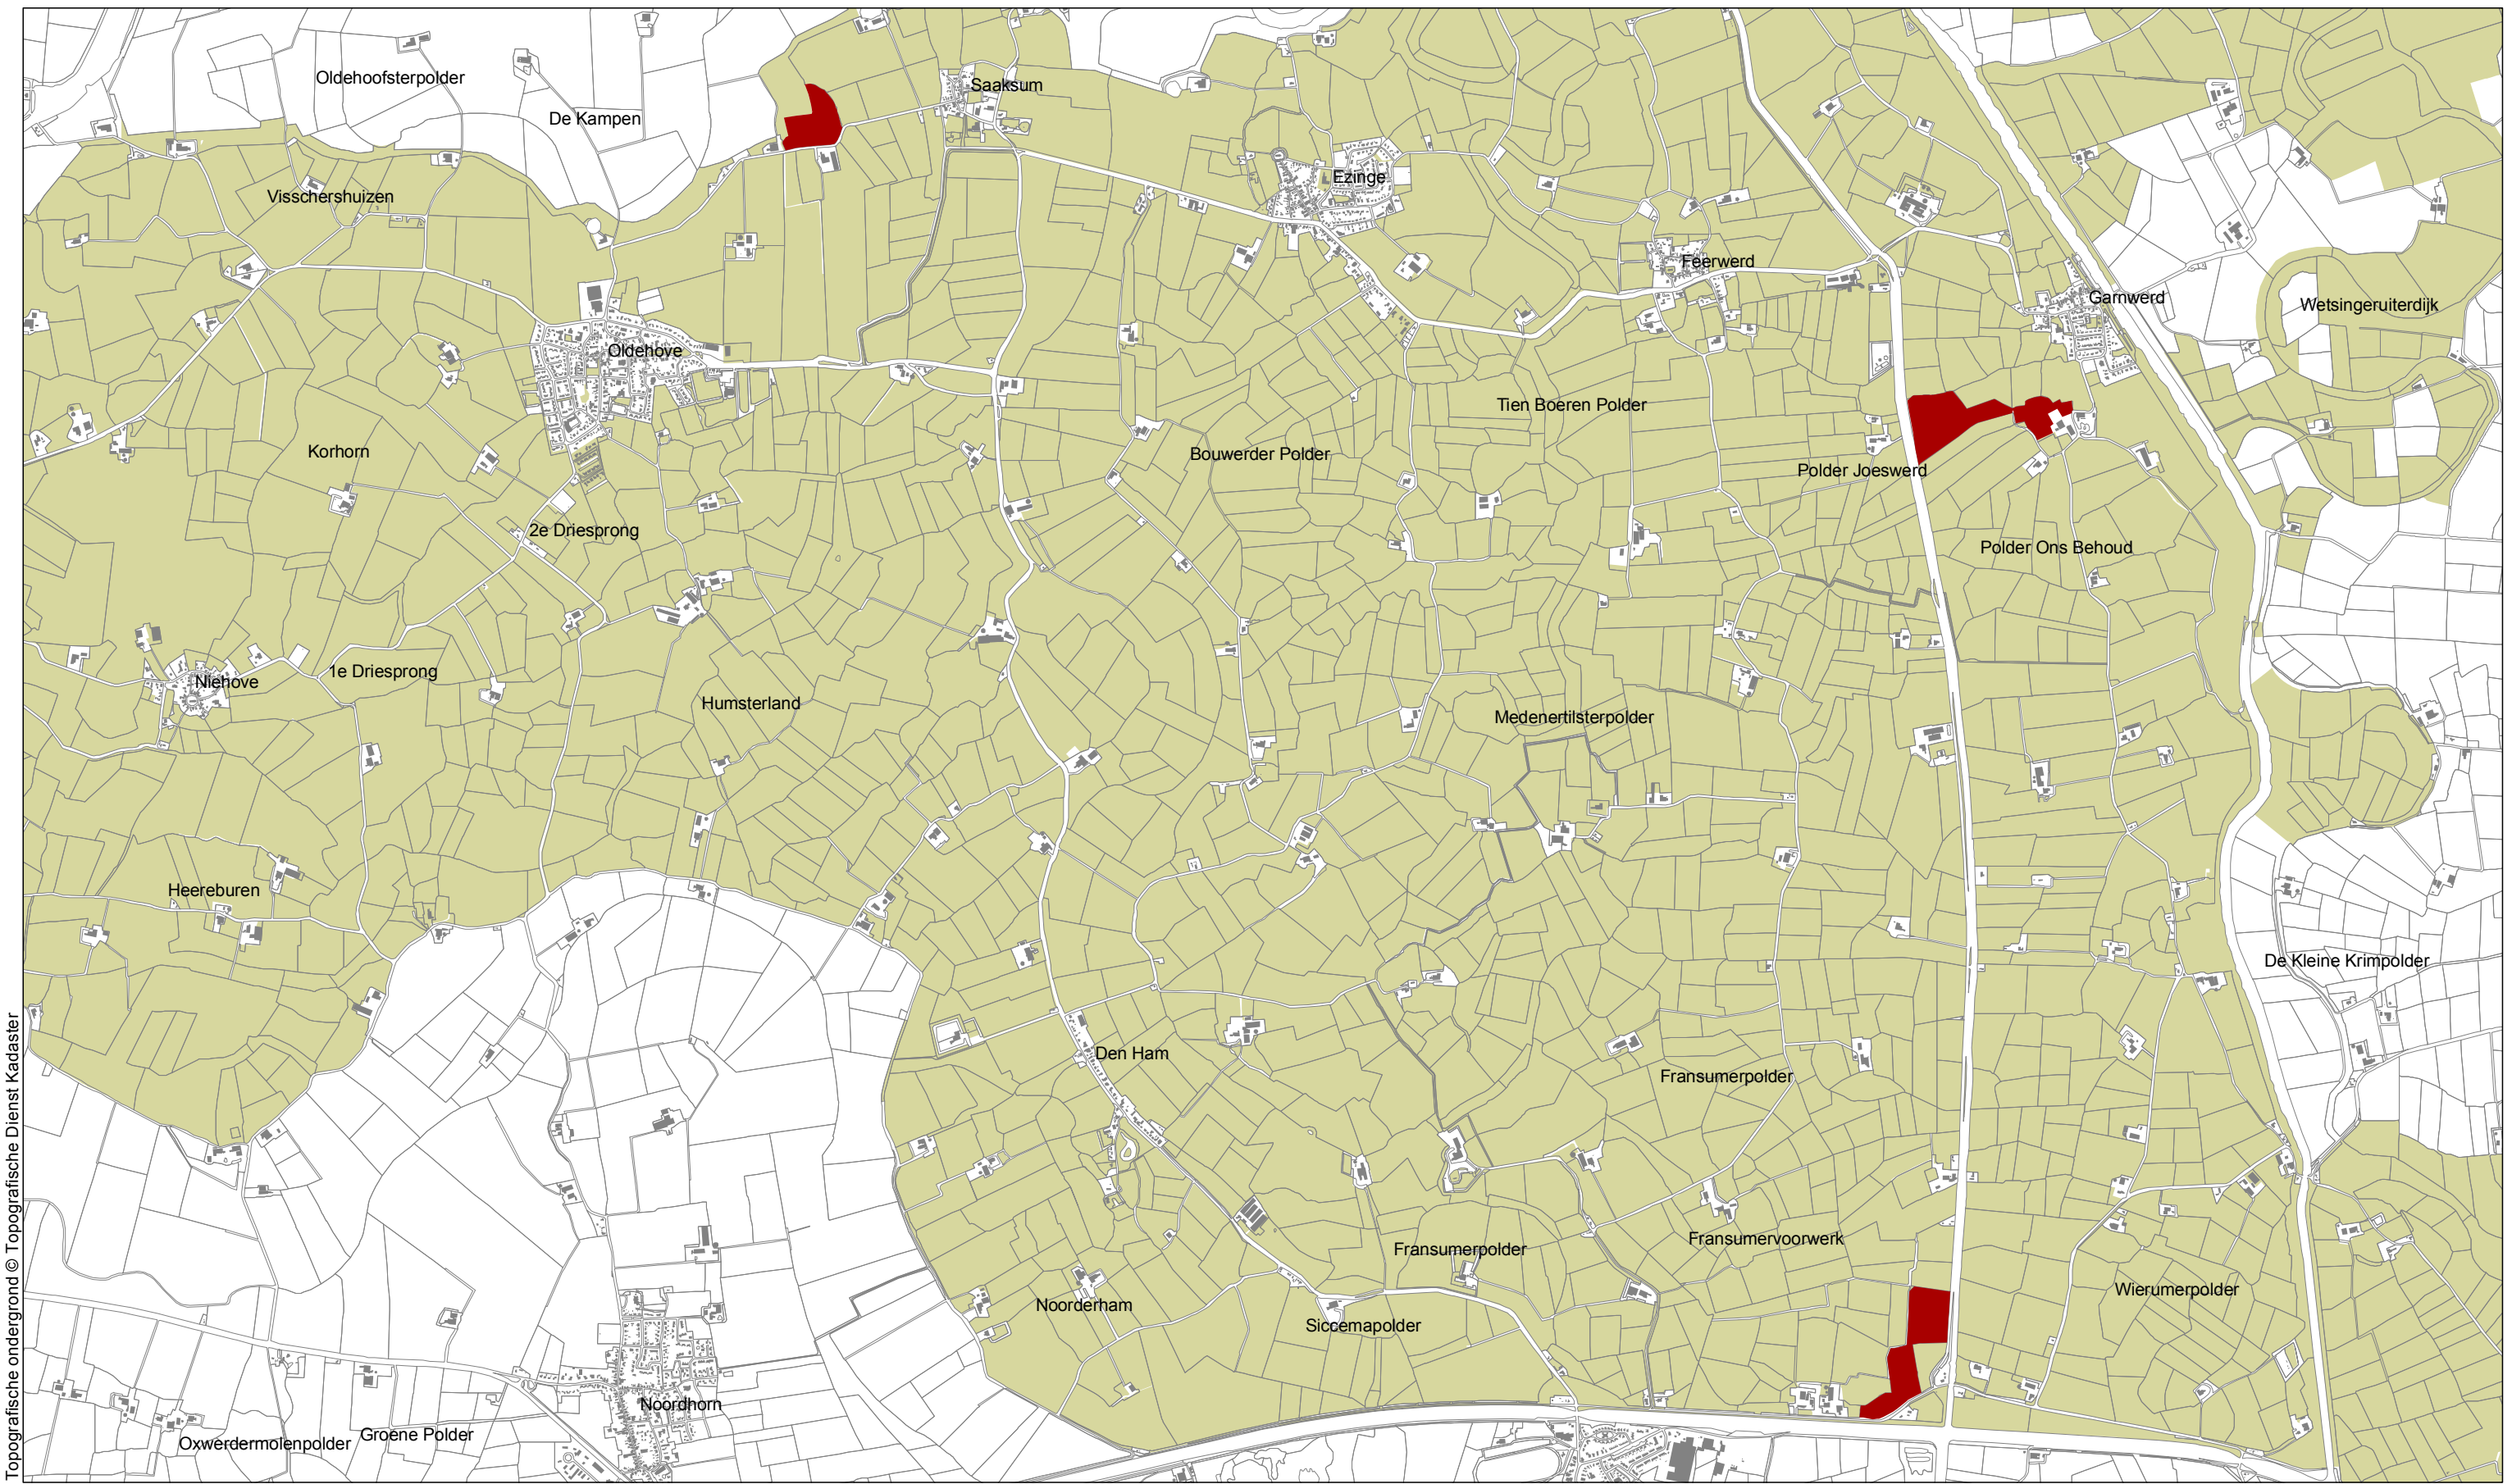 Oldehoofsterpolder
De Kampen
Saaksum
Visschershuizen
Ezinge
Feerwerd
Garnwerd
Wetsingeruiterdijk
Oldehove
Tien Boeren Polder
Korhorn
Bouwerder Polder
Polder Joeswerd
2e Driesprong
Polder Ons Behoud
1e Driesprong
Niehove
Humsterland
Medenertilsterpolder
Heereburen
De Kleine Krimpolder
Den Ham
Fransumerpolder
Fransumervoorwerk
Fransumerpolder
Wierumerpolder
Noorderham
Siccemapolder
Noordhorn
Groene Polder
Oxwerdermolenpolder
Topografische ondergrond © Topografische Dienst Kadaster